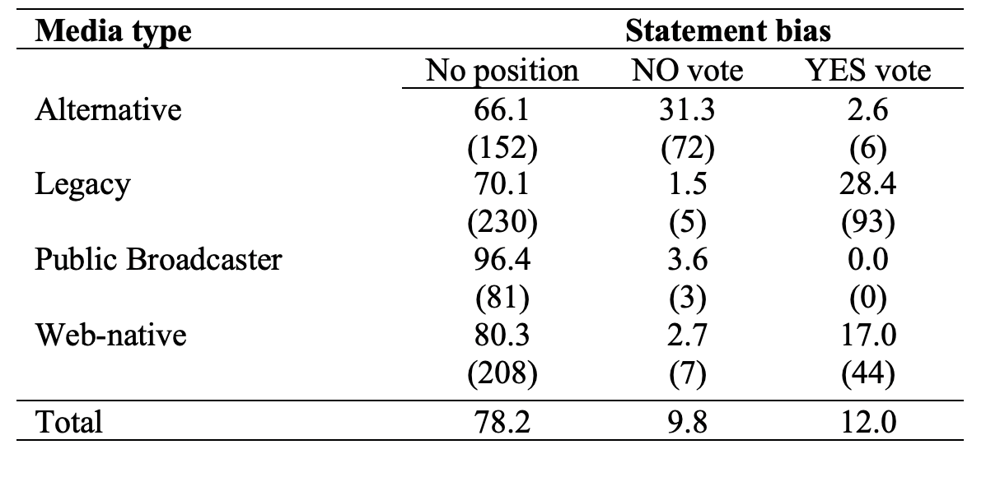 Media type Statement bias
No position NO vote YES vote
Alternative 66.1 31.3 2.6
(152) (72) (6)
Legacy 70.1 1.5 28.4
(230) (5) (93)
Public Broadcaster 96.4 3.6 0.0
(81) (3) (0)
Web-native 80.3 2.7 17.0
(208) (7) (44)
Total 78.2 9.8 12.0